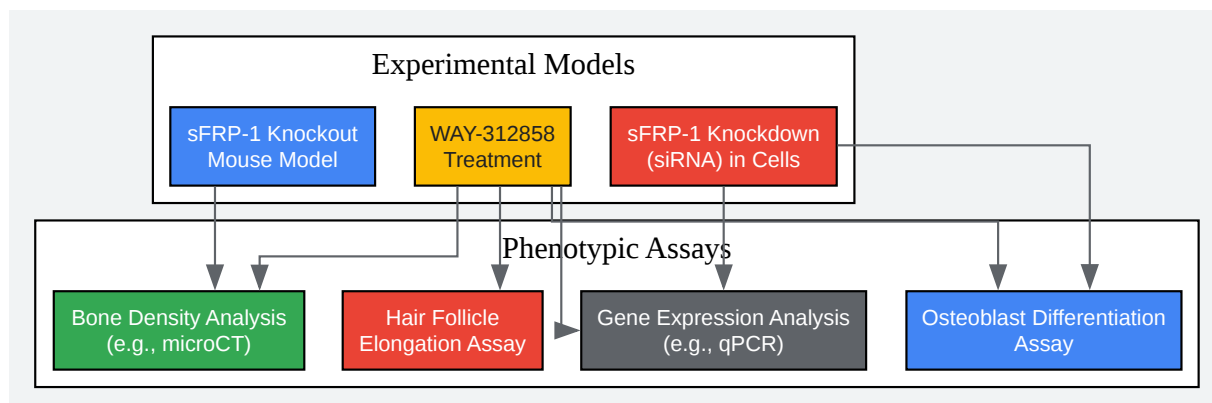 Experimental Models
sFRP-1 Knockout
Mouse Model
WAY-312858
Treatment
sFRP-1 Knockdown
(siRNA) in Cells
Phenotypic Assays
Bone Density Analysis
(e.g., microCT)
Hair Follicle
Elongation Assay
Gene Expression Analysis
(e.g., qPCR)
Osteoblast Differentiation
Assay